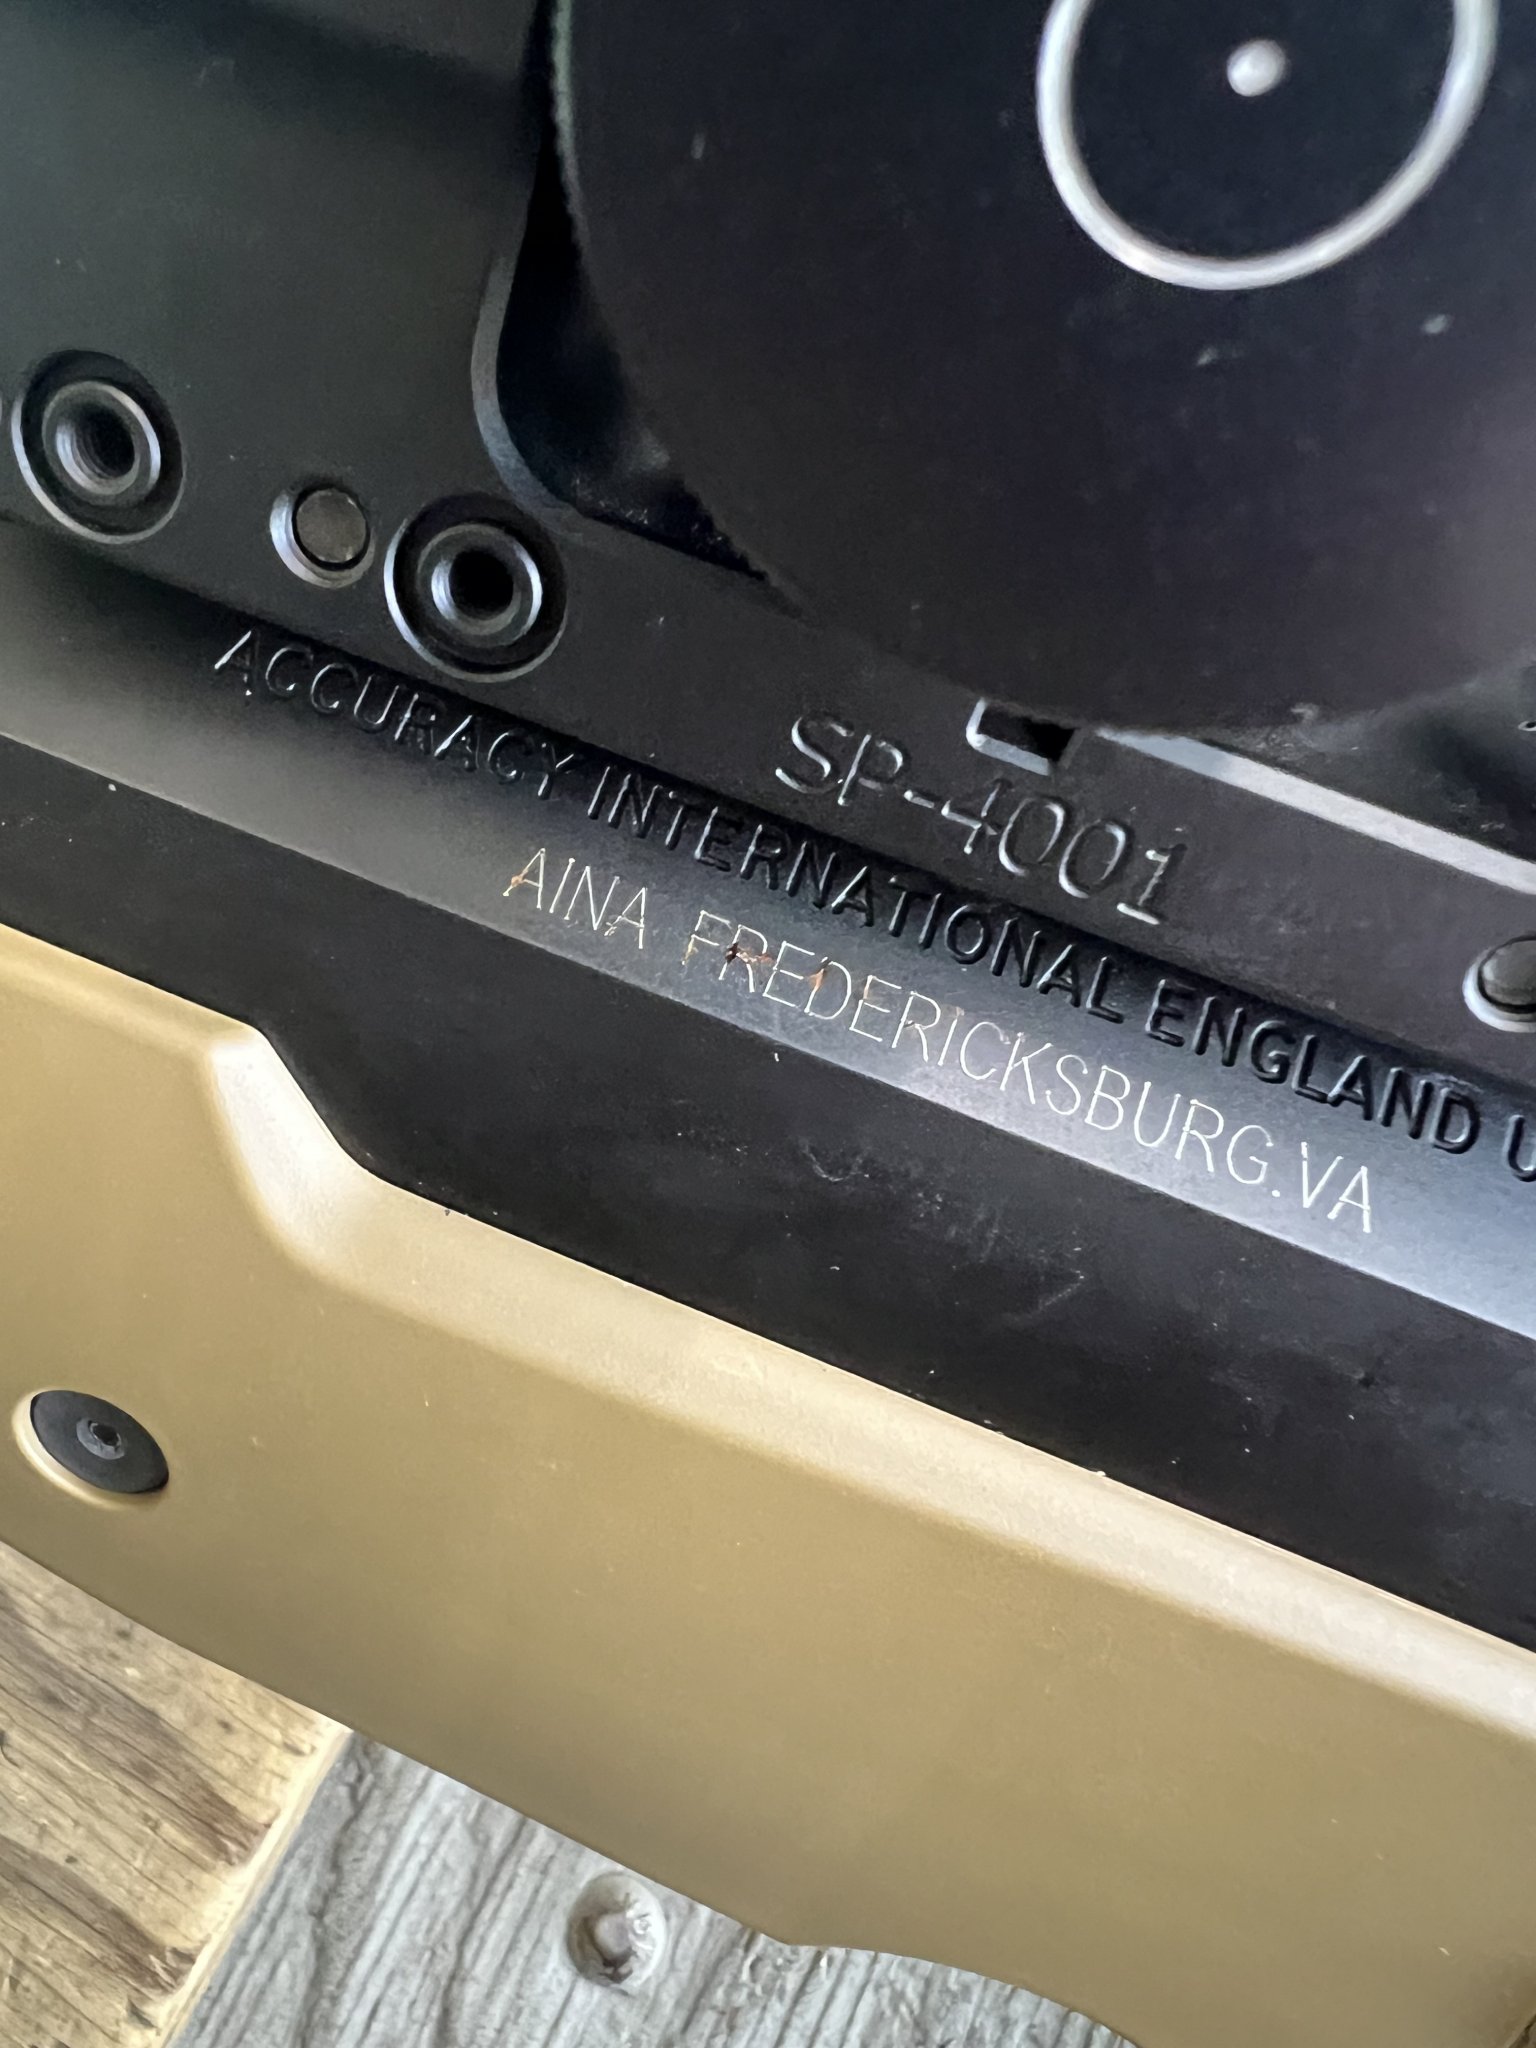 SP-4001
ACCURACY INTERNATIONAL ENGLAND
AINA FREDERICKSBURG.VA